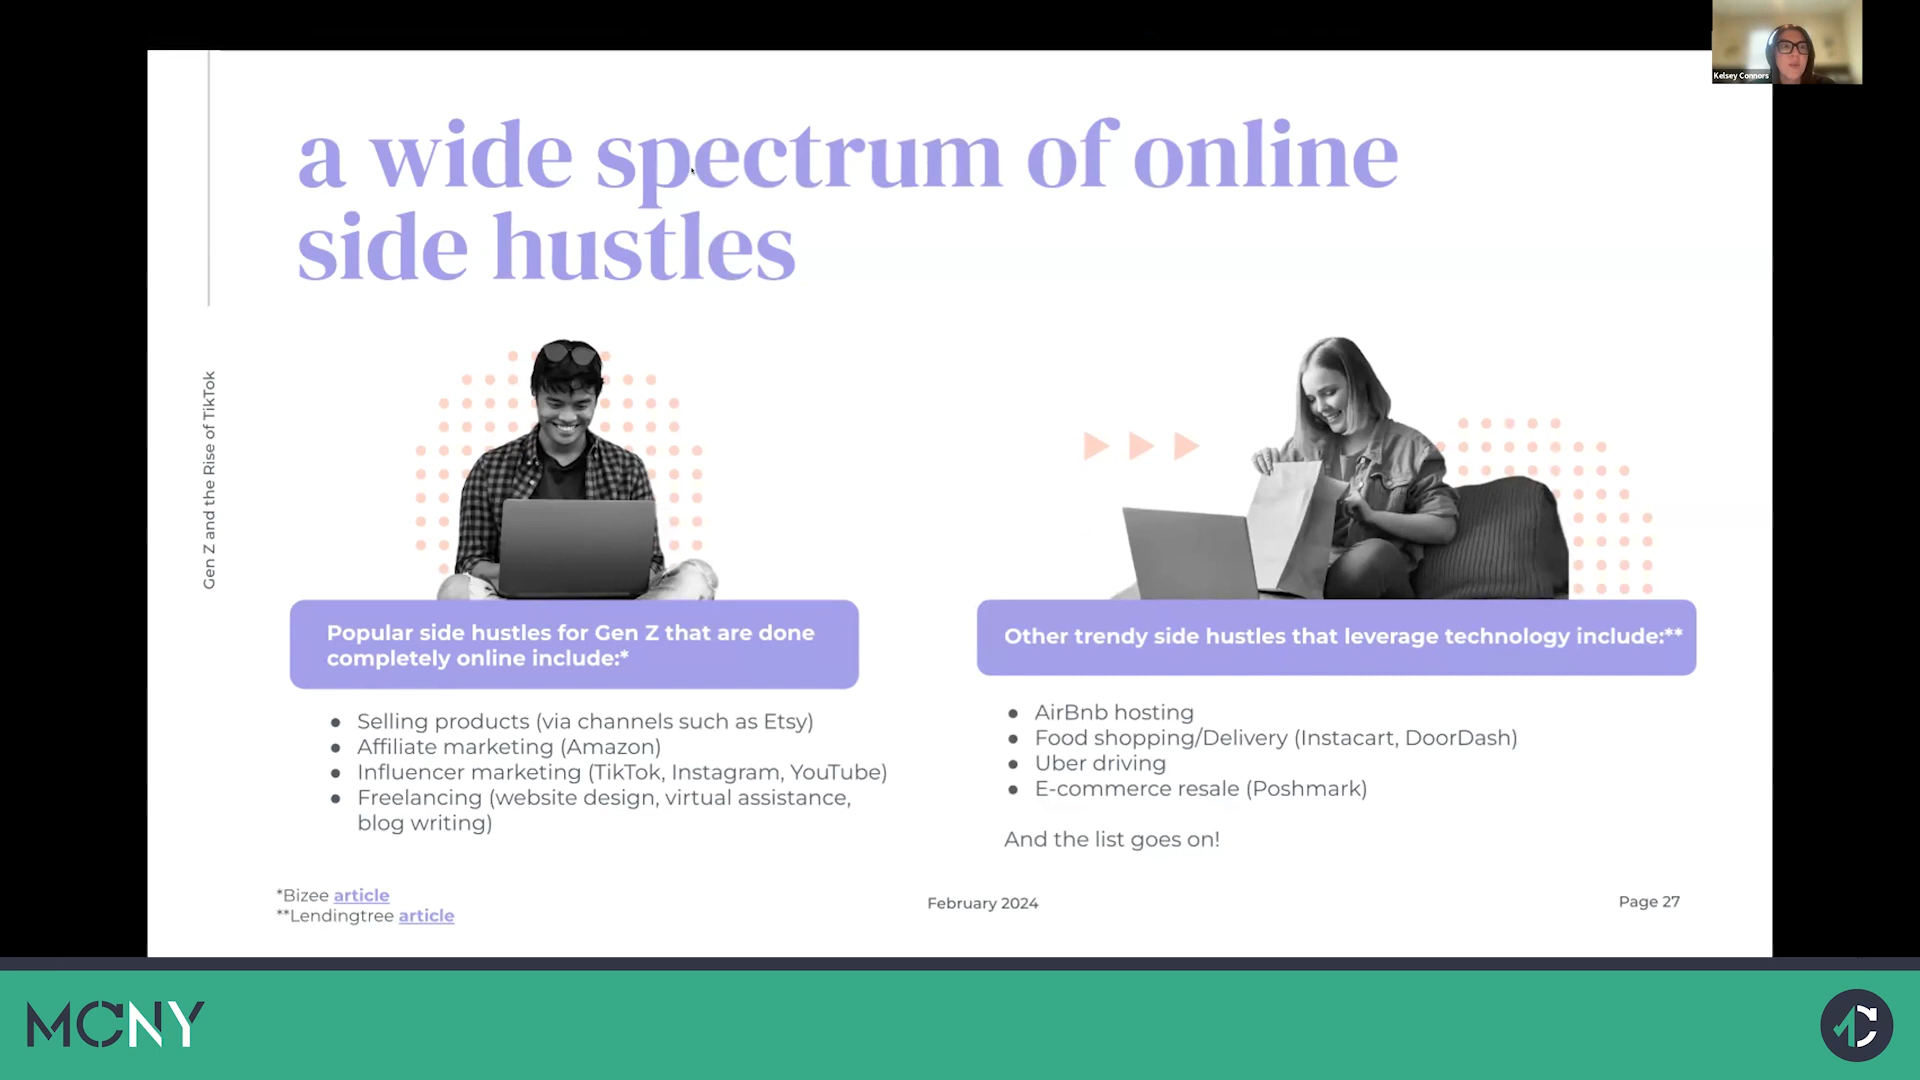 Kelsey Connors
a wide spectrum of online
side hustles
Gen Z and the Rise of TikTok
Popular side hustles for Gen Z that are done
completely online include:*
● Selling products (via channels such as Etsy)
● Affiliate marketing (Amazon)
● Influencer marketing (TikTok, Instagram, YouTube)
● Freelancing (website design, virtual assistance,
blog writing)
Other trendy side hustles that leverage technology include:**
● AirBnb hosting
● Food shopping/Delivery (Instacart, DoorDash)
● Uber driving
● E-commerce resale (Poshmark)
And the list goes on!
*Bizee article
**Lendingtree article
February 2024
Page 27
MCNY